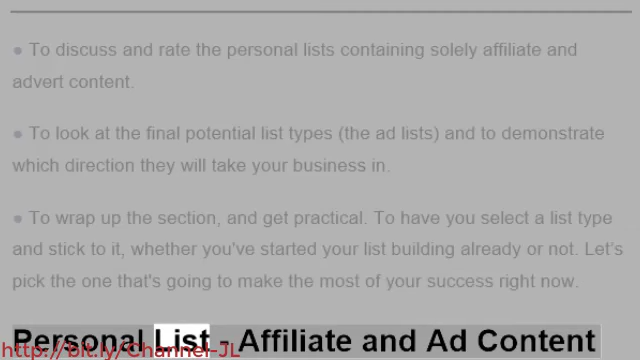 ● To discuss and rate the personal lists containing solely affiliate and
advert content.
● To look at the final potential list types (the ad lists) and to demonstrate
which direction they will take your business in.
● To wrap up the section, and get practical. To have you select a list type
and stick to it, whether you've started your list building already or not. Let's
pick the one that's going to make the most of your success right now.
Personal List - Affiliate and Ad Content
http://bit.ly/Channel-JL